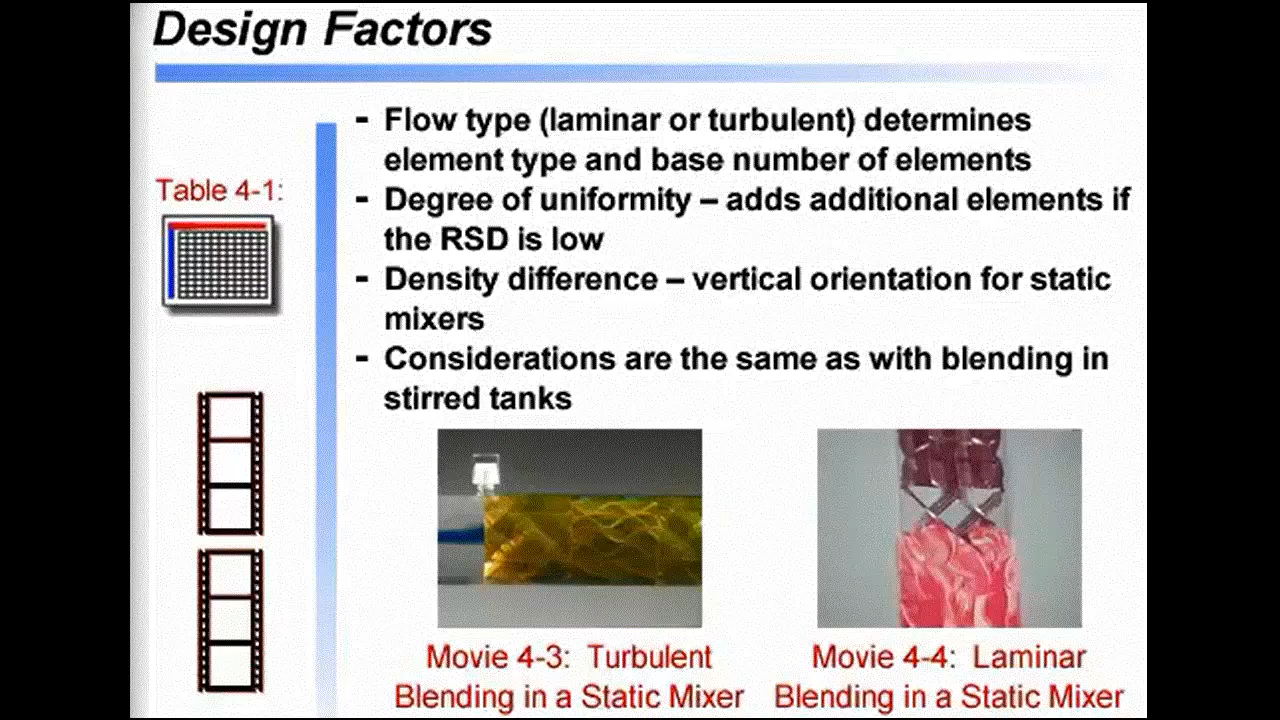 Design Factors
Table 4-1:
- Flow type (laminar or turbulent) determines
element type and base number of elements
- Degree of uniformity – adds additional elements if
the RSD is low
- Density difference – vertical orientation for static
mixers
- Considerations are the same as with blending in
stirred tanks
Movie 4-3: Turbulent
Blending in a Static Mixer
Movie 4-4: Laminar
Blending in a Static Mixer